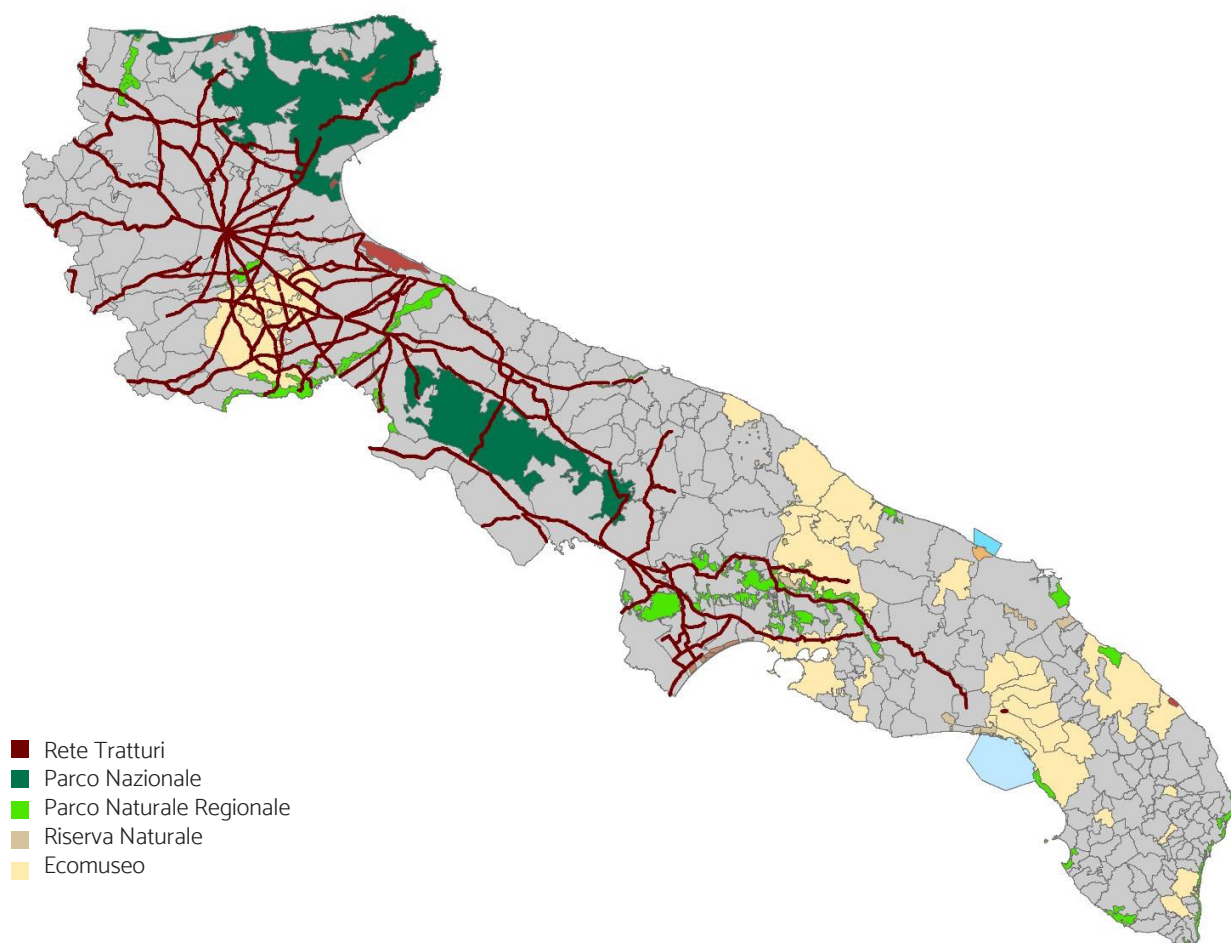 Rete Tratturi
Parco Nazionale
Parco Naturale Regionale
Riserva Naturale
Ecomuseo